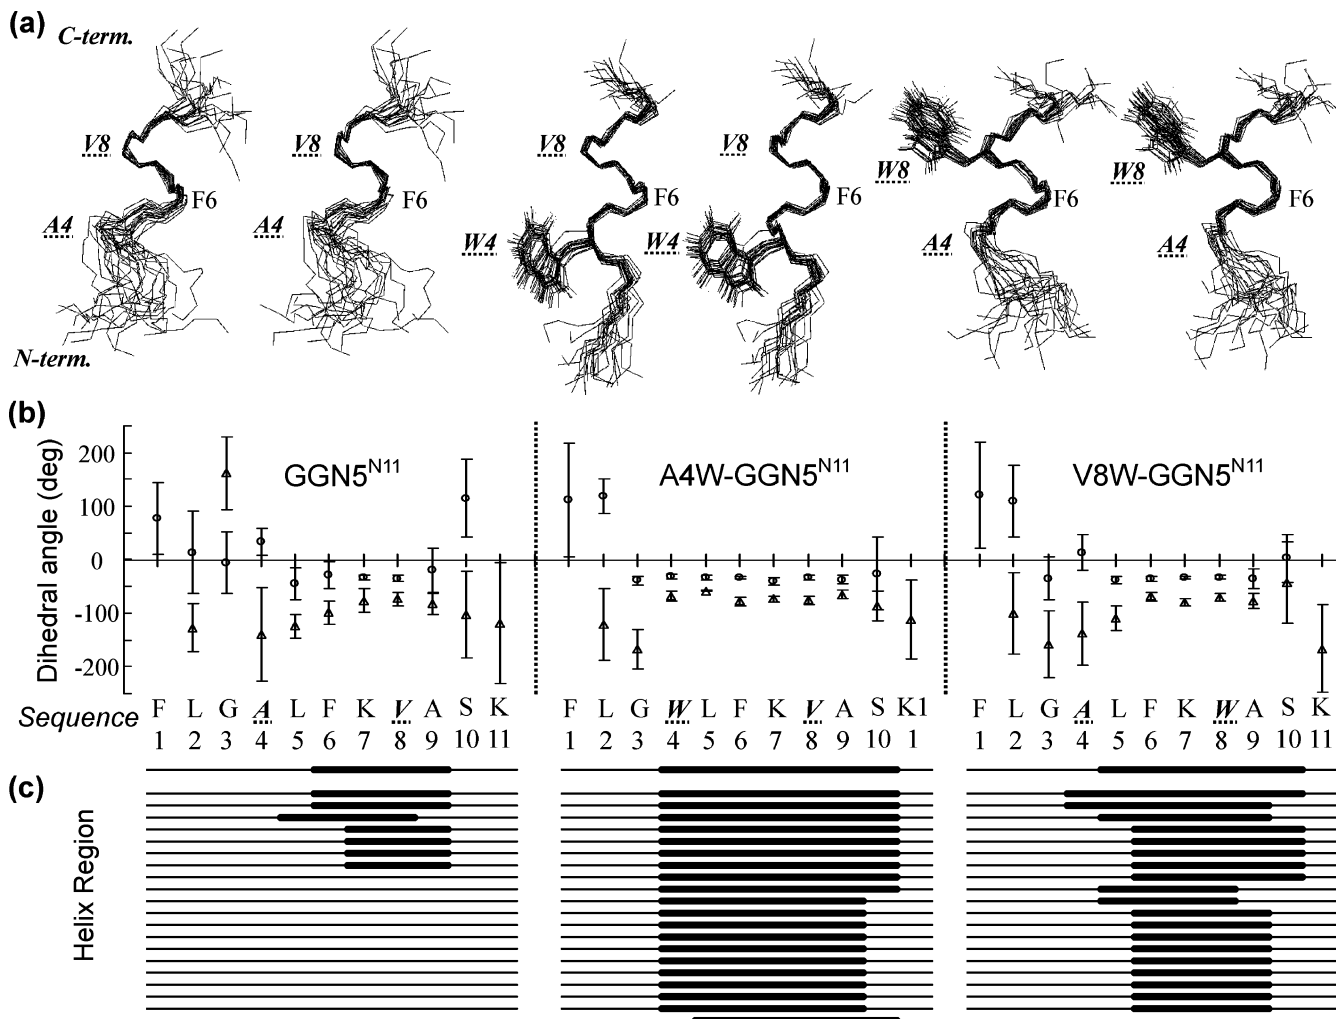 (a)
C-term.
V8 V8 V8 V8 W8 W8
F6 F6 F6 F6 F6 F6
A4 A4 W4 W4 A4 A4
N-term.
(b)
Dihedral angle (deg)
200
100
0
-100
-200
GGN5N11 A4W-GGN5N11 V8W-GGN5N11
Sequence F L G A L F K V A S K F L G W L F K V A S K1 F L G A L F K W A S K
1 2 3 4 5 6 7 8 9 10 11 1 2 3 4 5 6 7 8 9 10 1 1 2 3 4 5 6 7 8 9 10 11
(c)
Helix Region